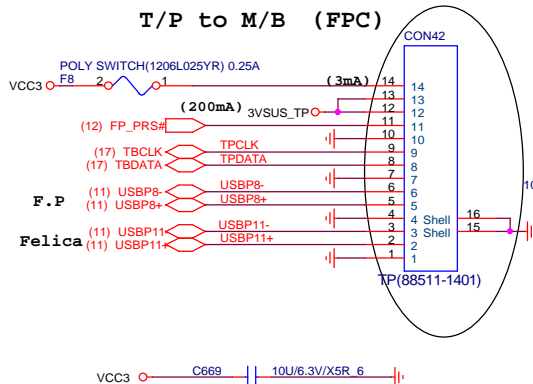 T/P to M/B (FPC)
CON42
POLY SWITCH(1206L025YR) 0.25A
VCC3 F8 2 1 (3mA) 14 14
13 13
(200mA) 3VSUS_TP 12 12
(12) FP_PRS# 11 11
10 10
(17) TBCLK TPCLK 9 9
(17) TBDATA TPDATA 8 8
7 7
F.P (11) USBP8- USBP8- 6 6
(11) USBP8+ USBP8+ 5 5
4 4 Shell 16
Felica (11) USBP11- USBP11- 3 3 Shell 15
(11) USBP11+ USBP11+ 2 2
1 1
TP(88511-1401)
10
VCC3 C669 10U/6.3V/X5R_6